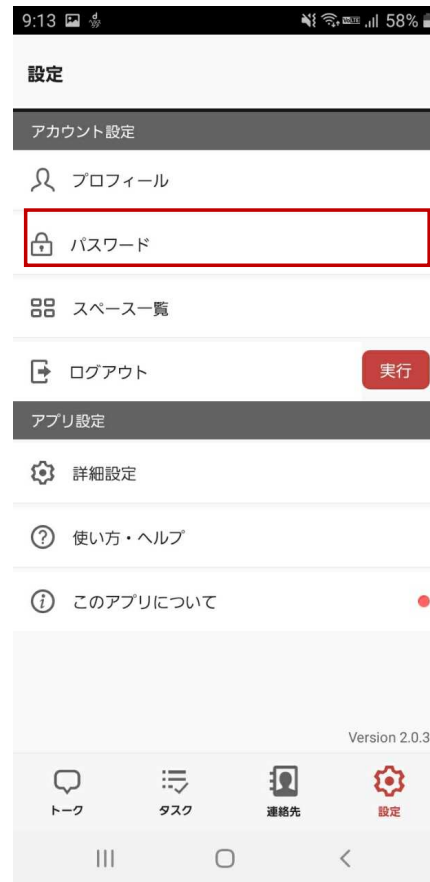 9:13
58%
設定
アカウント設定
プロフィール
パスワード
スペース一覧
ログアウト
実行
アプリ設定
詳細設定
使い方・ヘルプ
このアプリについて
Version 2.0.3
トーク
タスク
連絡先
設定